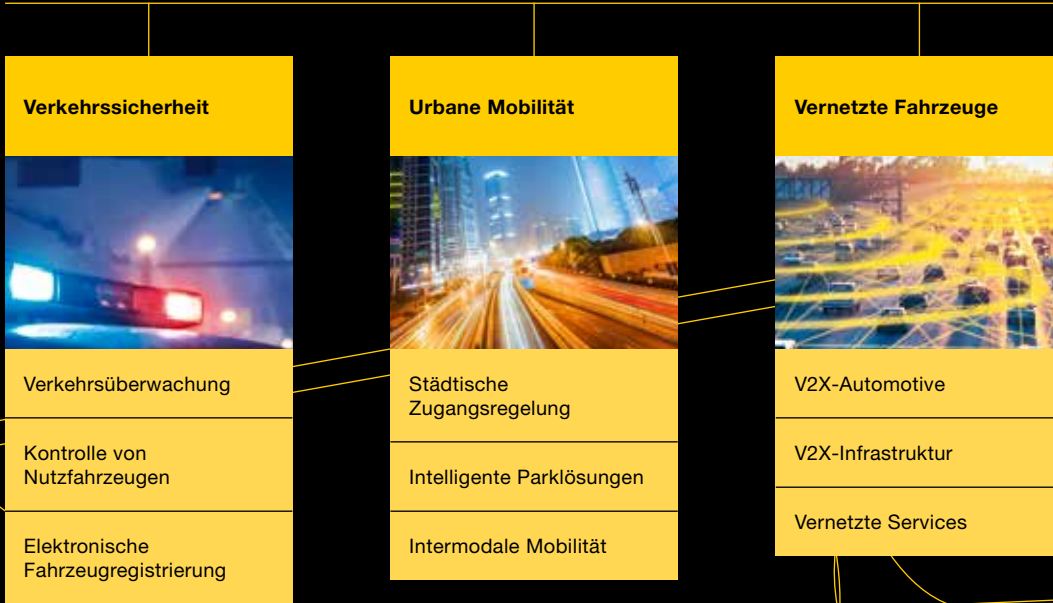 Verkehrssicherheit
Verkehrsüberwachung
Kontrolle von
Nutzfahrzeugen
Elektronische
Fahrzeugregistrierung
Urbane Mobilität
Städtische
Zugangsregelung
Intelligente Parklösungen
Intermodale Mobilität
Vernetzte Fahrzeuge
V2X-Automotive
V2X-Infrastruktur
Vernetzte Services